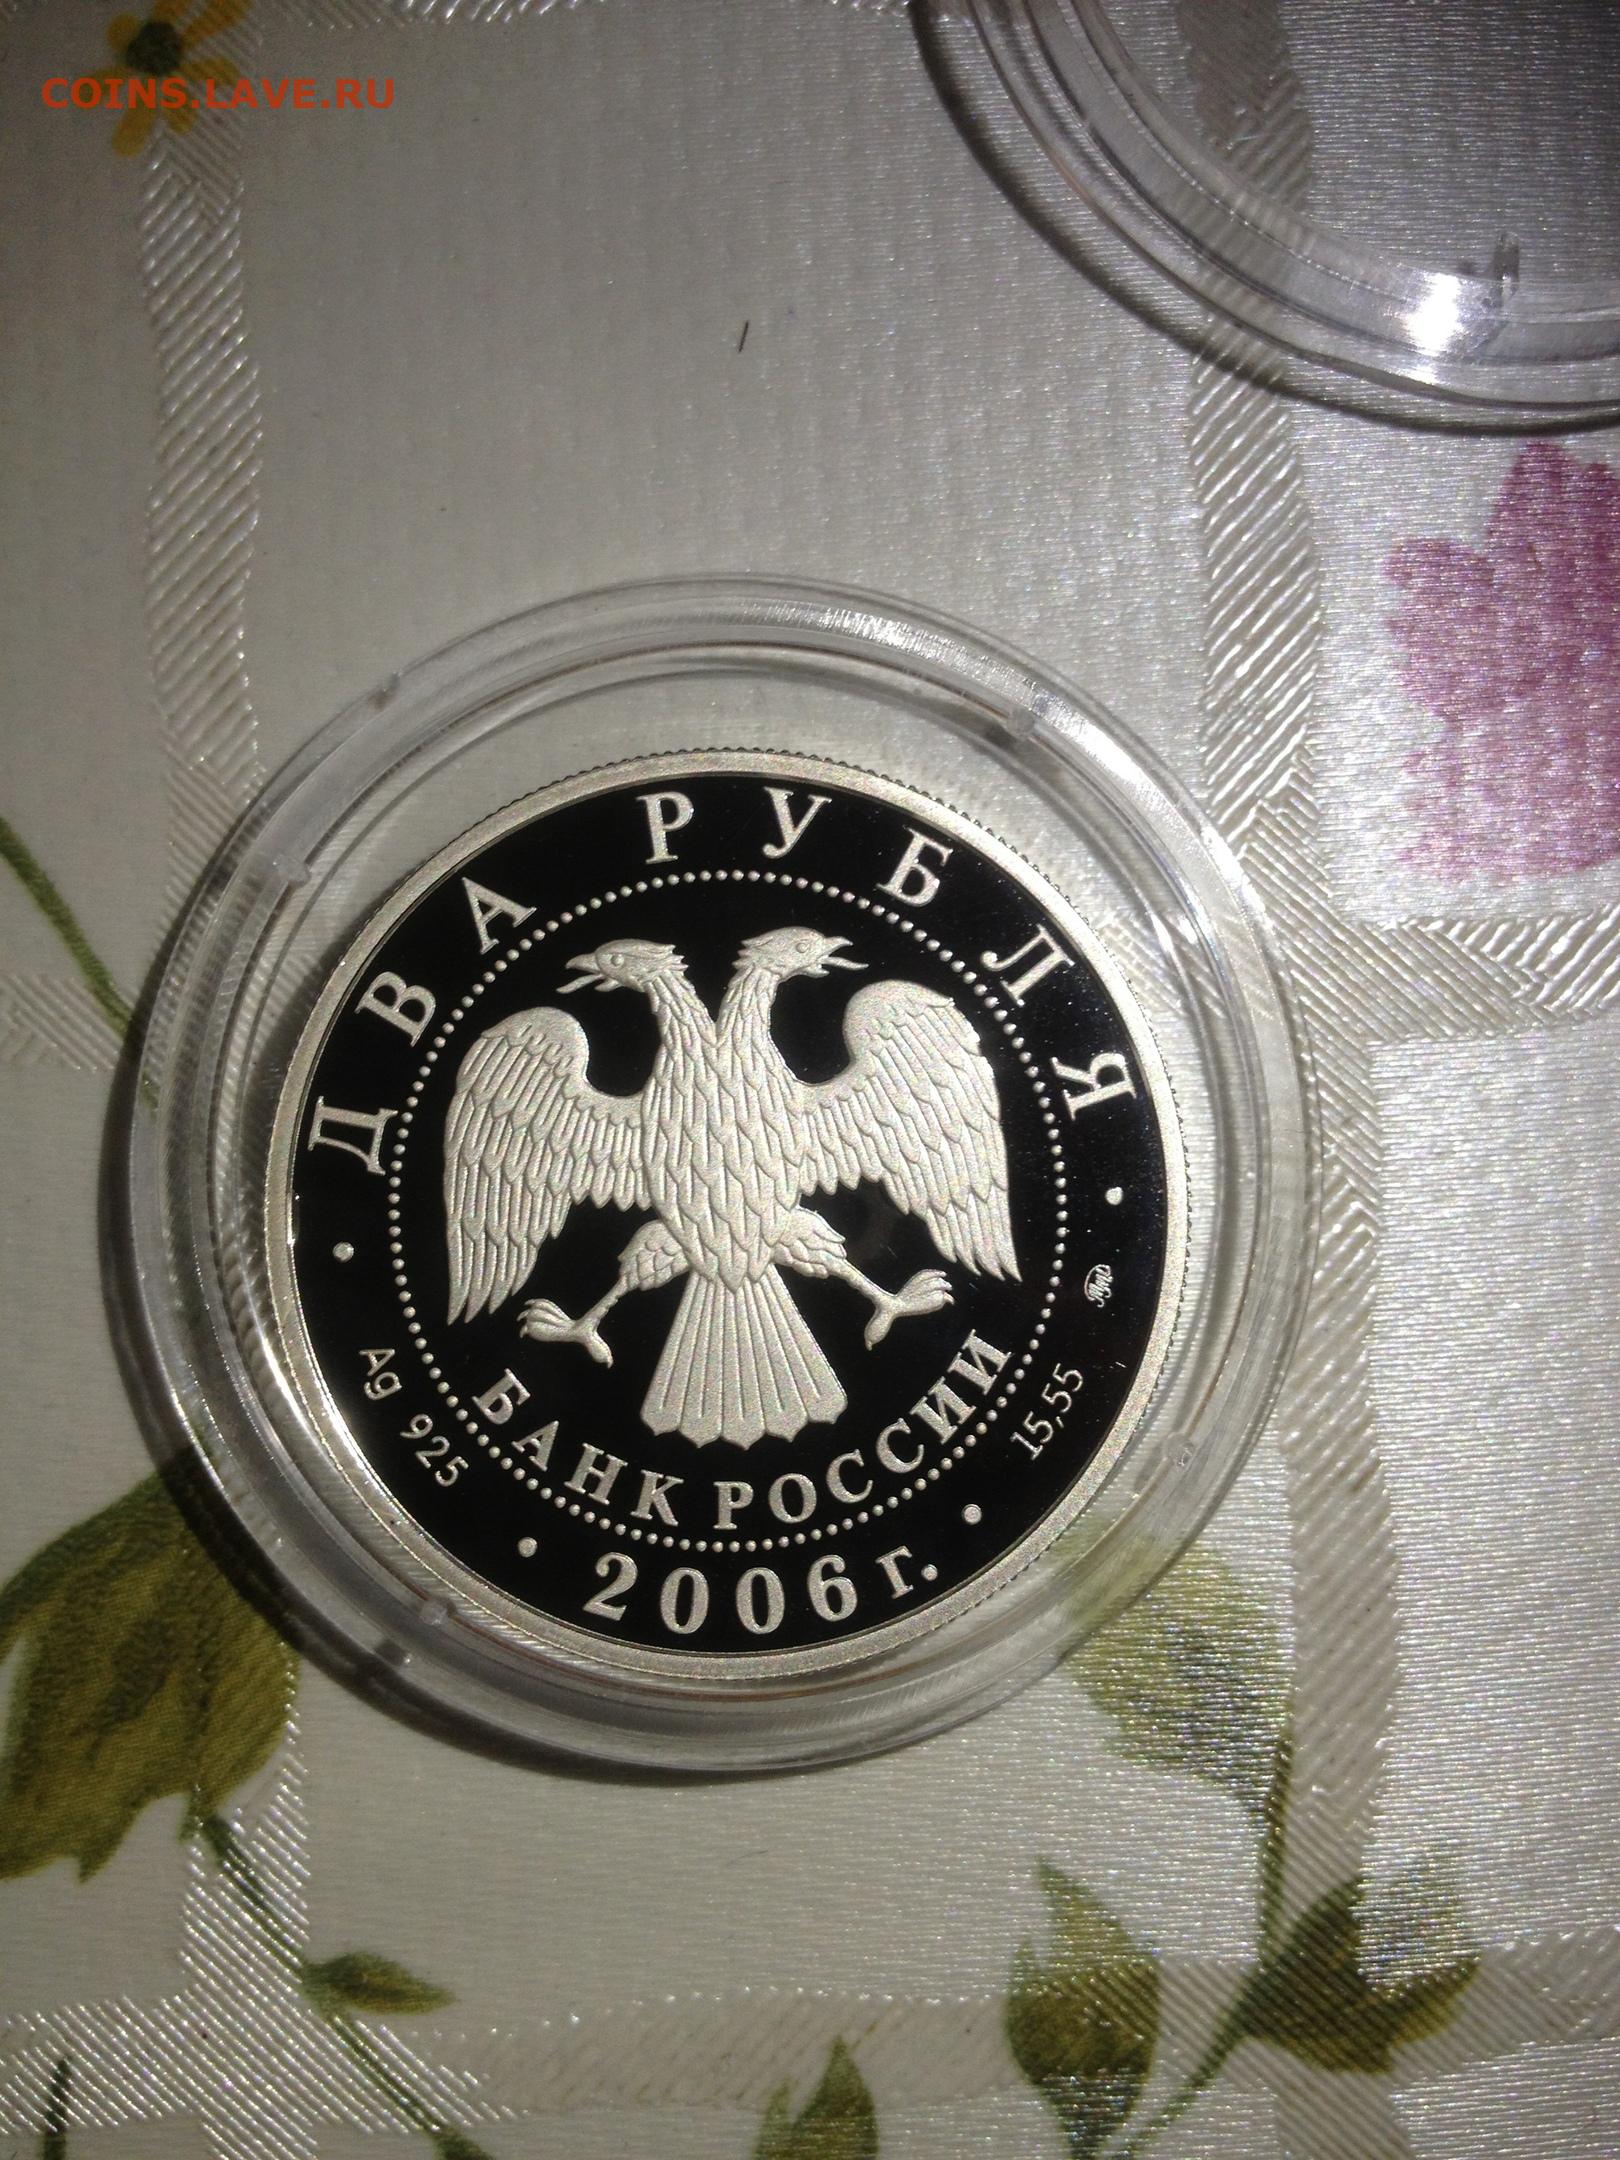 COINS.LAVE.RU
ДВА РУБЛЯ
БАНК РОССИИ
Ag 925
15,55
2006 г.